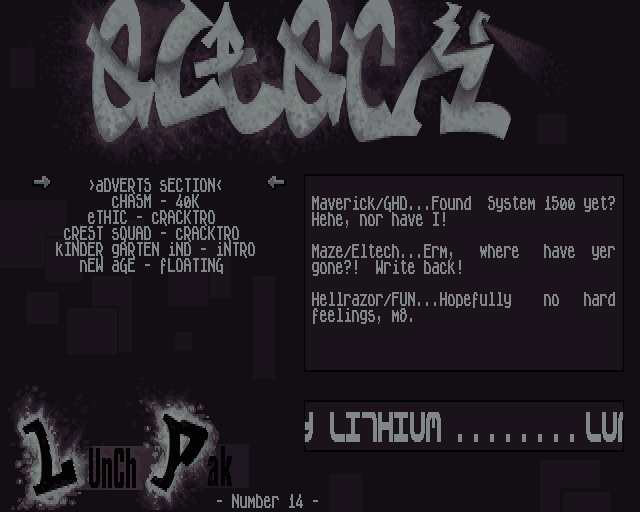 >aDVERTS sECTION<
cHASM - 40K
eTHIC - cRACKTRO
cREST sQUAD - cRACKTRO
kINDER gARTEN iND - iNTRO
nEW aGE - fLOATING
Maverick/GHD...Found System 1500 yet?
Hehe, nor have I!
Maze/Eltech...Erm, where have yer
gone?! Write back!
Hellrazor/FUN...Hopefully no hard
feelings, m8.
Y LITHIUM ........LUN
LunCh Pak
- Number 14 -